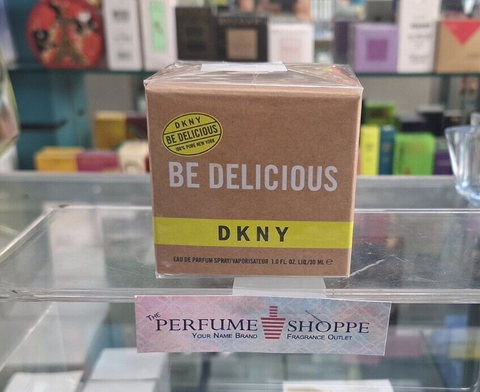 DKNY
BE DELICIOUS
100% PURE NEW YORK
BE DELICIOUS
DKNY
EAU DE PARFUM SPRAY/VAPORISATEUR 1.0 FL. OZ. LIQ./30 ML ℮
THE PERFUME SHOPPE
YOUR NAME BRAND FRAGRANCE OUTLET